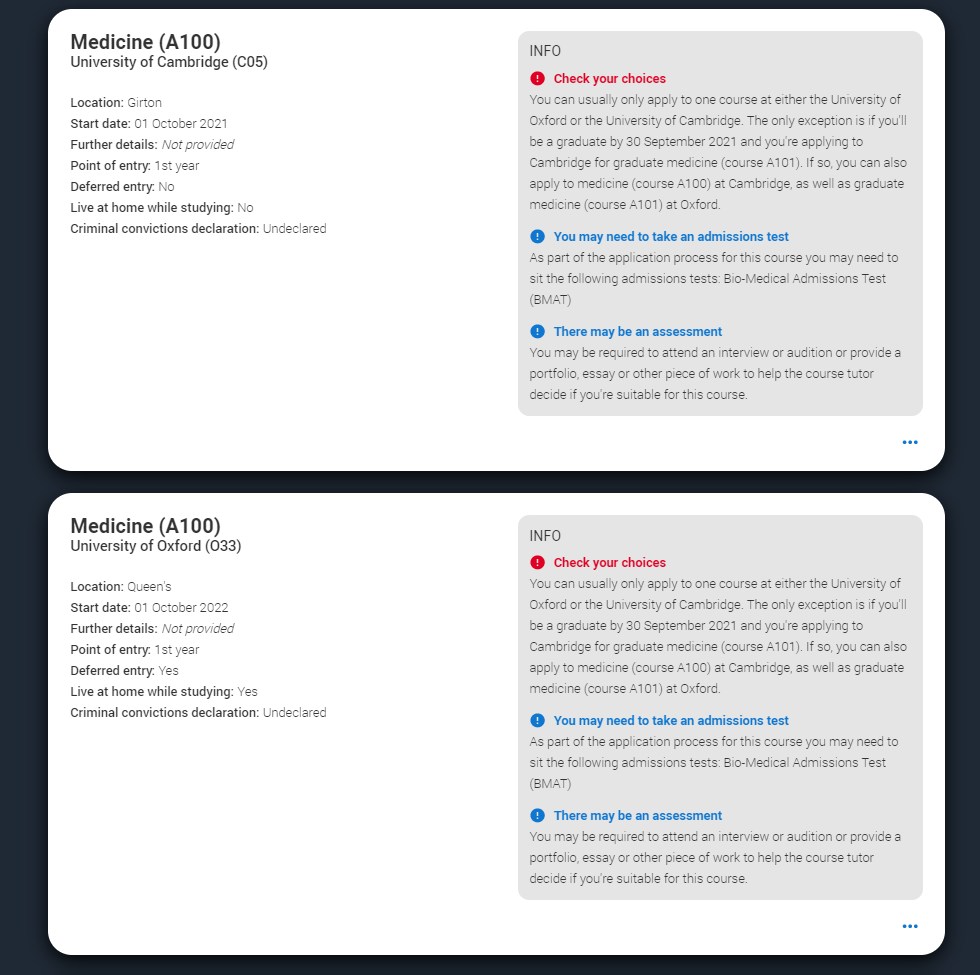 Medicine (A100)
University of Cambridge (C05)
Location: Girton
Start date: 01 October 2021
Further details: Not provided
Point of entry: 1st year
Deferred entry: No
Live at home while studying: No
Criminal convictions declaration: Undeclared
INFO
Check your choices
You can usually only apply to one course at either the University of
Oxford or the University of Cambridge. The only exception is if you'll
be a graduate by 30 September 2021 and you're applying to
Cambridge for graduate medicine (course A101). If so, you can also
apply to medicine (course A100) at Cambridge, as well as graduate
medicine (course A101) at Oxford.
You may need to take an admissions test
As part of the application process for this course you may need to
sit the following admissions tests: Bio-Medical Admissions Test
(BMAT)
There may be an assessment
You may be required to attend an interview or audition or provide a
portfolio, essay or other piece of work to help the course tutor
decide if you're suitable for this course.
Medicine (A100)
University of Oxford (O33)
Location: Queen's
Start date: 01 October 2022
Further details: Not provided
Point of entry: 1st year
Deferred entry: Yes
Live at home while studying: Yes
Criminal convictions declaration: Undeclared
INFO
Check your choices
You can usually only apply to one course at either the University of
Oxford or the University of Cambridge. The only exception is if you'll
be a graduate by 30 September 2021 and you're applying to
Cambridge for graduate medicine (course A101). If so, you can also
apply to medicine (course A100) at Cambridge, as well as graduate
medicine (course A101) at Oxford.
You may need to take an admissions test
As part of the application process for this course you may need to
sit the following admissions tests: Bio-Medical Admissions Test
(BMAT)
There may be an assessment
You may be required to attend an interview or audition or provide a
portfolio, essay or other piece of work to help the course tutor
decide if you're suitable for this course.